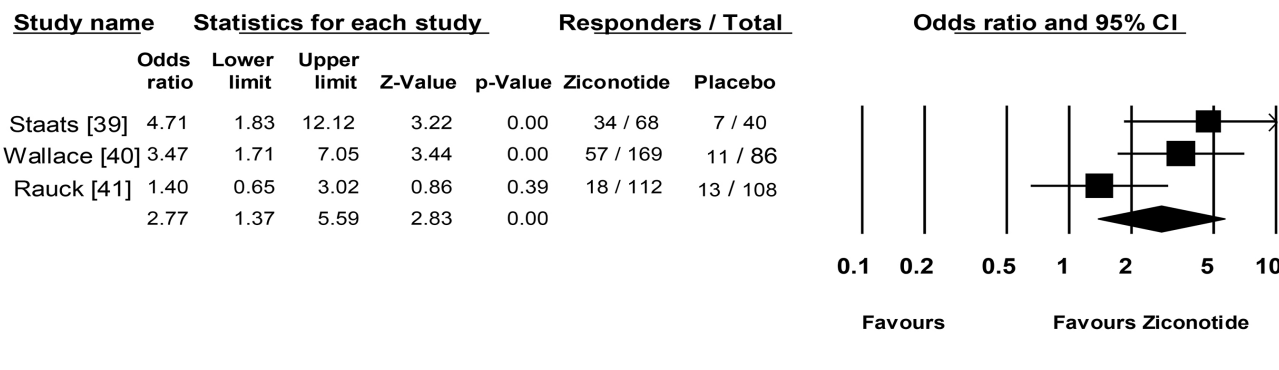 Study name Statistics for each study Responders / Total Odds ratio and 95% CI
Odds Lower Upper
ratio limit limit Z-Value p-Value Ziconotide Placebo
Staats [39] 4.71 1.83 12.12 3.22 0.00 34 / 68 7 / 40
Wallace [40] 3.47 1.71 7.05 3.44 0.00 57 / 169 11 / 86
Rauck [41] 1.40 0.65 3.02 0.86 0.39 18 / 112 13 / 108
2.77 1.37 5.59 2.83 0.00
0.1 0.2 0.5 1 2 5 10
Favours Favours Ziconotide